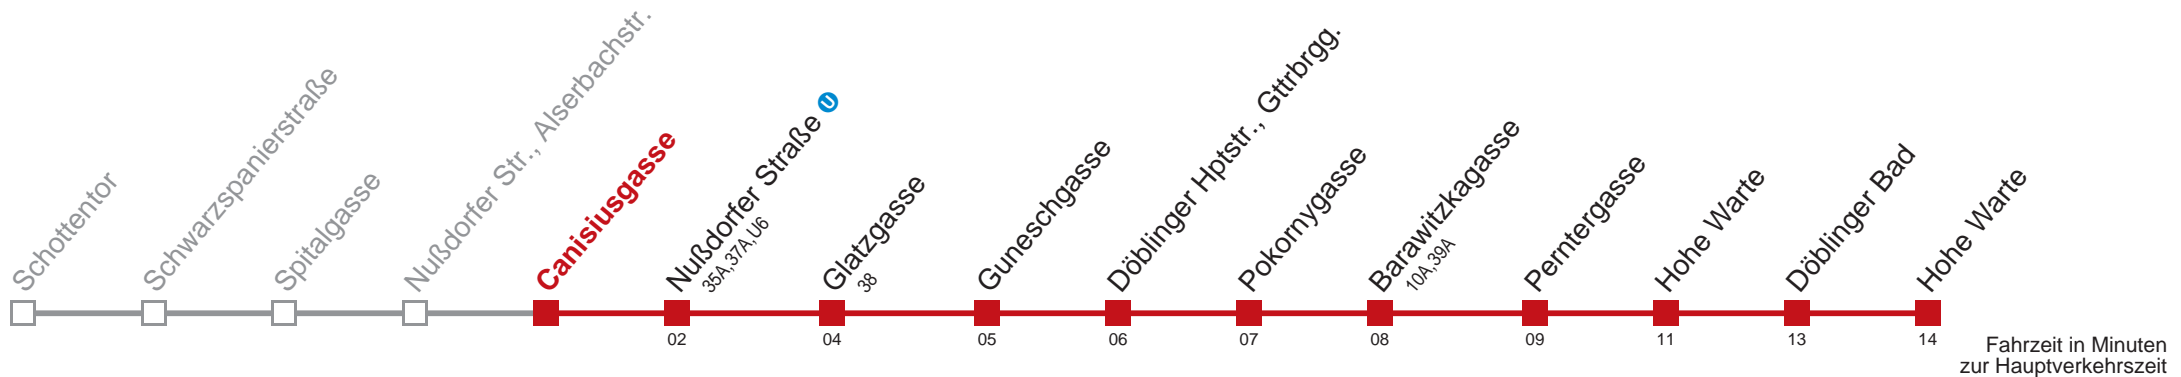 Schottentor
Schwarzspanierstraße
Spitalgasse
Nußdorfer Str., Alserbachstr.
Canisiusgasse
Nußdorfer Straße U
35A,37A,U6
Glatzgasse
38
Guneschgasse
Döblinger Hptstr., Gttrbrgg.
Pokornygasse
Barawitzkagasse
10A,39A
Perntergasse
Hohe Warte
Döblinger Bad
Hohe Warte
02 04 05 06 07 08 09 11 13 14
Fahrzeit in Minuten
zur Hauptverkehrszeit